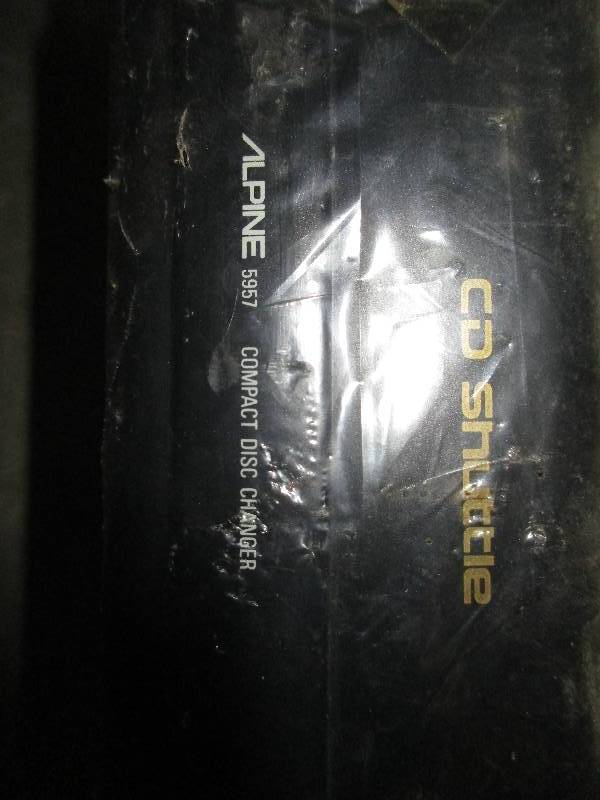 CD Shuttle
ALPINE 5957 COMPACT DISC CHANGER